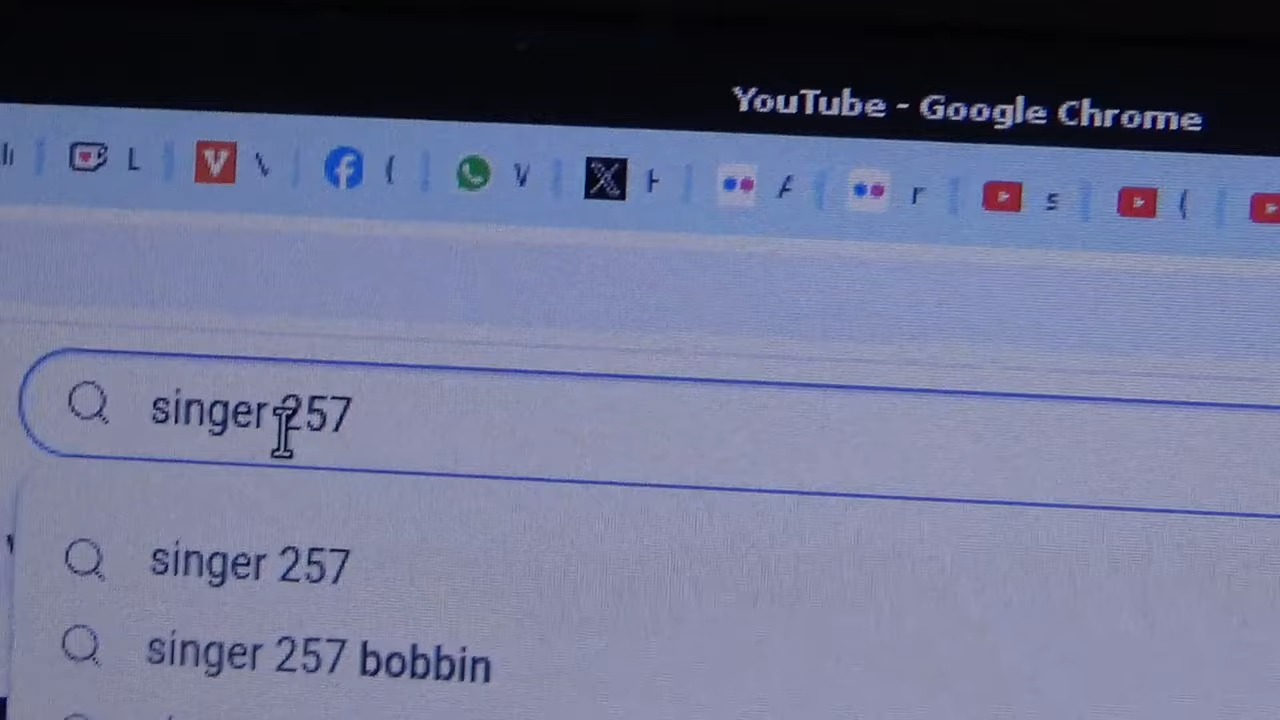 YouTube - Google Chrome
L V ( V H A r s (
singer 257
singer 257
singer 257 bobbin